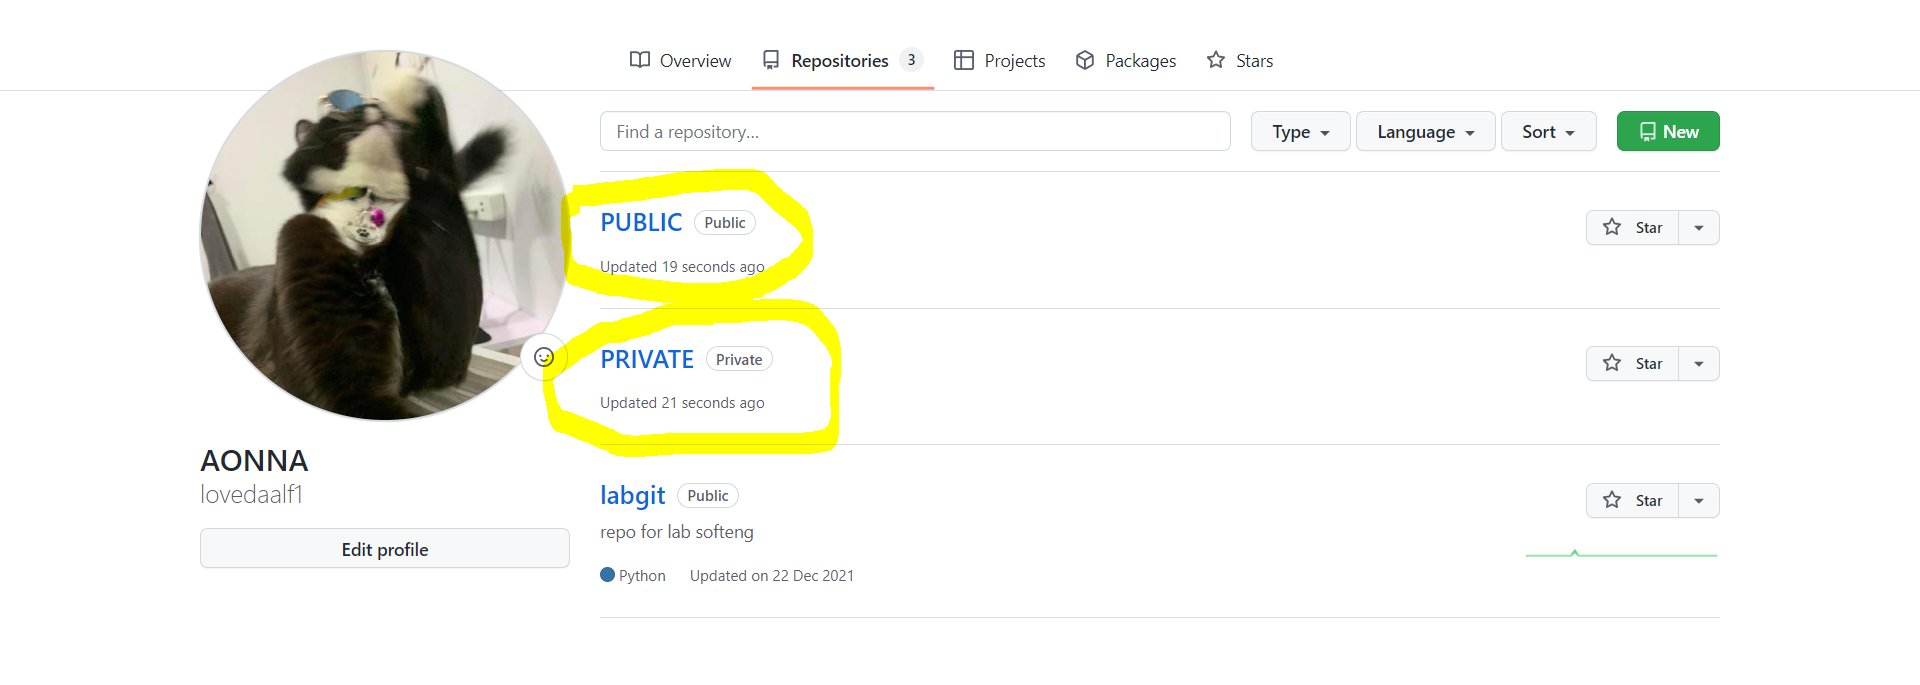 Overview Repositories 3 Projects Packages Stars
Find a repository... Type Language Sort New
PUBLIC Public Star
Updated 19 seconds ago
PRIVATE Private Star
Updated 21 seconds ago
AONNA
lovedaalf1
Edit profile
labgit Public Star
repo for lab softeng
Python Updated on 22 Dec 2021